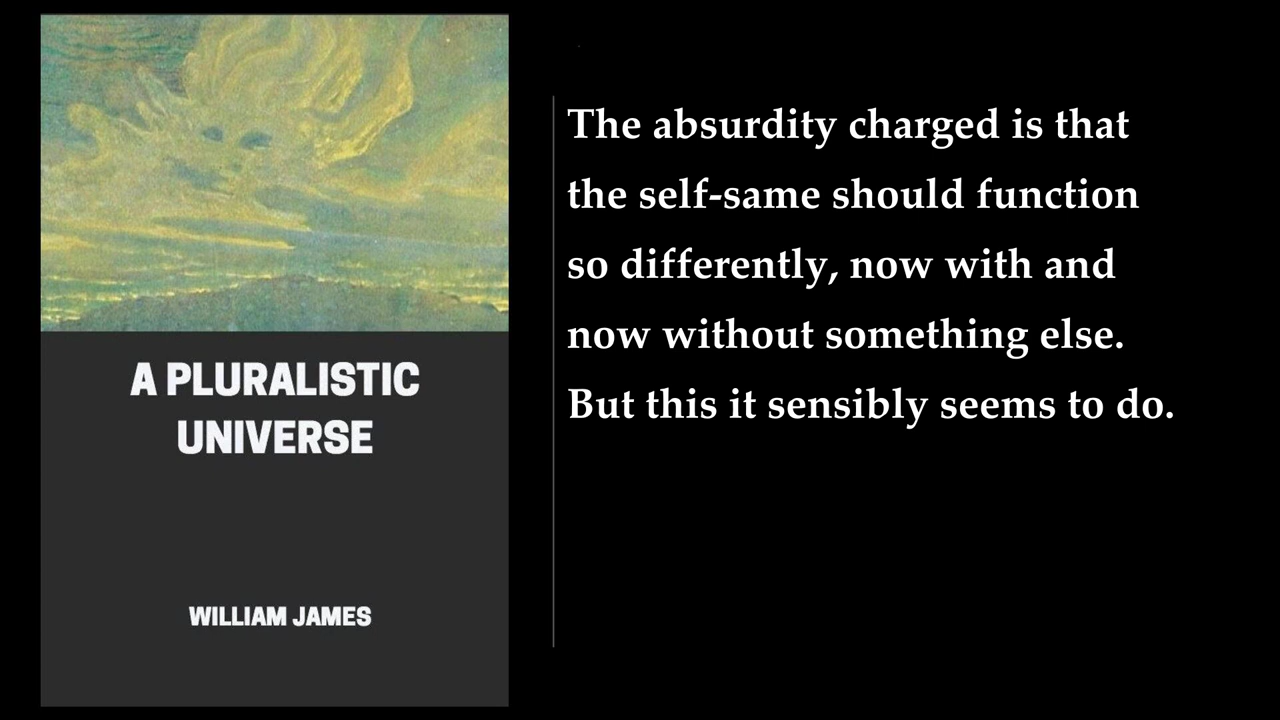 A PLURALISTIC
UNIVERSE
WILLIAM JAMES
The absurdity charged is that
the self-same should function
so differently, now with and
now without something else.
But this it sensibly seems to do.